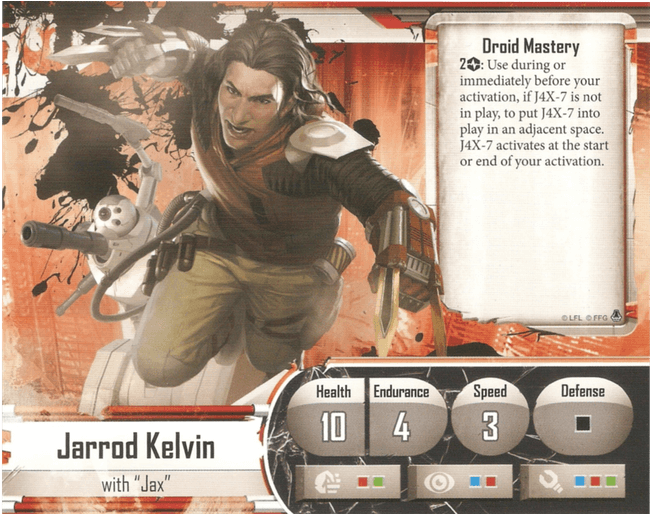 Droid Mastery
2: Use during or
immediately before your
activation, if J4X-7 is not
in play, to put J4X-7 into
play in an adjacent space.
J4X-7 activates at the start
or end of your activation.
© LFL © FFG
Health
Endurance
Speed
Defense
10
4
3
Jarrod Kelvin
with "Jax"